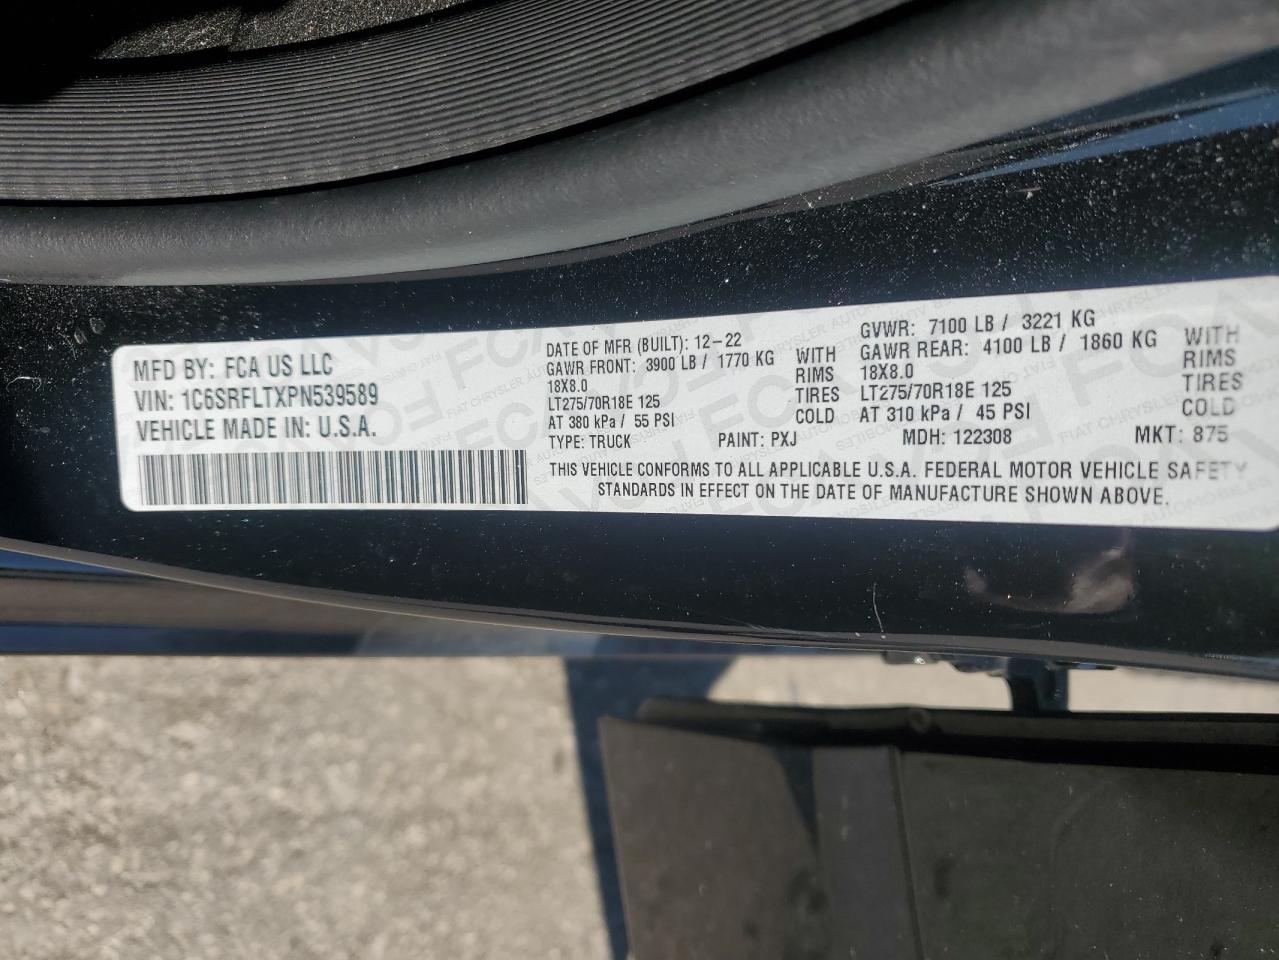 MFD BY: FCA US LLC
VIN: 1C6SRFLTXPN539589
VEHICLE MADE IN: U.S.A.
DATE OF MFR (BUILT): 12-22
GAWR FRONT: 3900 LB / 1770 KG WITH
18X8.0 RIMS
LT275/70R18E 125 TIRES
AT 380 kPa / 55 PSI COLD
GVWR: 7100 LB / 3221 KG
GAWR REAR: 4100 LB / 1860 KG WITH
18X8.0 RIMS
LT275/70R18E 125 TIRES
AT 310 kPa / 45 PSI COLD
TYPE: TRUCK PAINT: PXJ MDH: 122308 MKT: 875
THIS VEHICLE CONFORMS TO ALL APPLICABLE U.S.A. FEDERAL MOTOR VEHICLE SAFETY
STANDARDS IN EFFECT ON THE DATE OF MANUFACTURE SHOWN ABOVE.